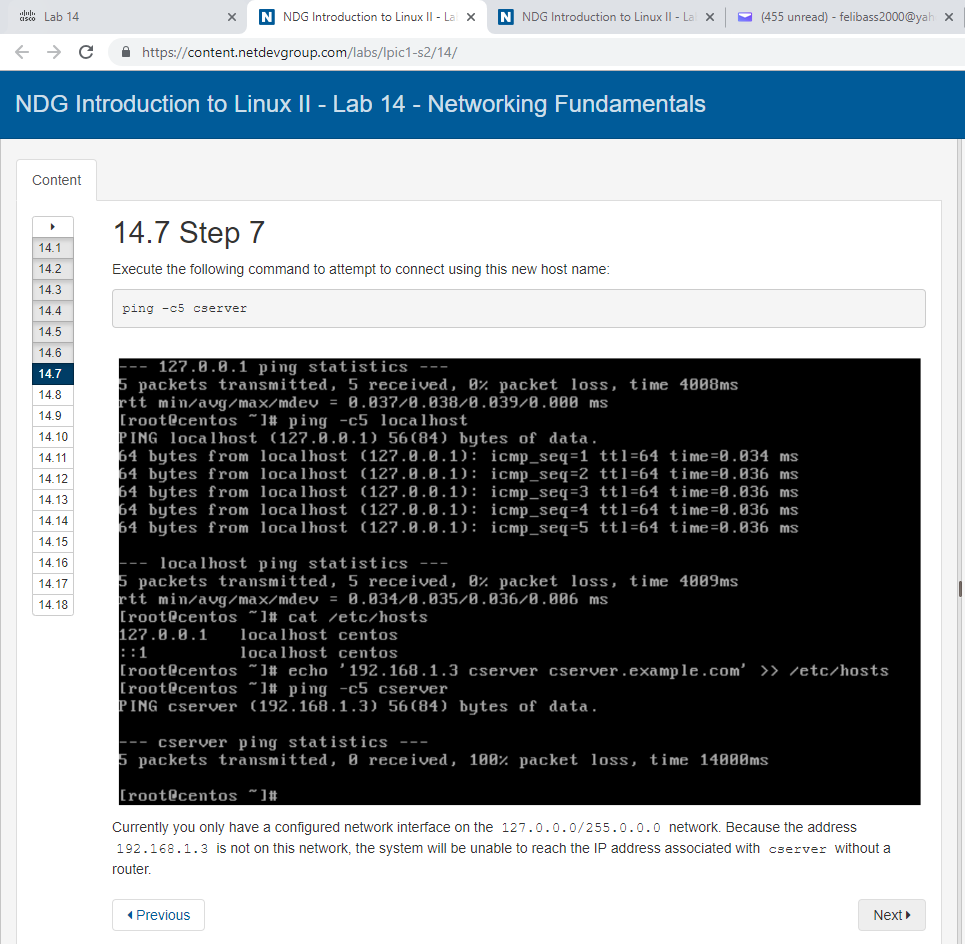 Lab 14
NDG Introduction to Linux II - La
NDG Introduction to Linux II - La
(455 unread) - felibass2000@yah
https://content.netdevgroup.com/labs/lpic1-s2/14/
NDG Introduction to Linux II - Lab 14 - Networking Fundamentals
Content
14.1
14.2
14.3
14.4
14.5
14.6
14.7
14.8
14.9
14.10
14.11
14.12
14.13
14.14
14.15
14.16
14.17
14.18
14.7 Step 7
Execute the following command to attempt to connect using this new host name:
ping -c5 cserver
--- 127.0.0.1 ping statistics ---
5 packets transmitted, 5 received, 0% packet loss, time 4008ms
rtt min/avg/max/mdev = 0.037/0.038/0.039/0.000 ms
[root@centos ~]# ping -c5 localhost
PING localhost (127.0.0.1) 56(84) bytes of data.
64 bytes from localhost (127.0.0.1): icmp_seq=1 ttl=64 time=0.034 ms
64 bytes from localhost (127.0.0.1): icmp_seq=2 ttl=64 time=0.036 ms
64 bytes from localhost (127.0.0.1): icmp_seq=3 ttl=64 time=0.036 ms
64 bytes from localhost (127.0.0.1): icmp_seq=4 ttl=64 time=0.036 ms
64 bytes from localhost (127.0.0.1): icmp_seq=5 ttl=64 time=0.036 ms
--- localhost ping statistics ---
5 packets transmitted, 5 received, 0% packet loss, time 4009ms
rtt min/avg/max/mdev = 0.034/0.035/0.036/0.006 ms
[root@centos ~]# cat /etc/hosts
127.0.0.1 localhost centos
::1 localhost centos
[root@centos ~]# echo '192.168.1.3 cserver cserver.example.com' >> /etc/hosts
[root@centos ~]# ping -c5 cserver
PING cserver (192.168.1.3) 56(84) bytes of data.
--- cserver ping statistics ---
5 packets transmitted, 0 received, 100% packet loss, time 14000ms
[root@centos ~]#
Currently you only have a configured network interface on the 127.0.0.0/255.0.0.0 network. Because the address
192.168.1.3 is not on this network, the system will be unable to reach the IP address associated with cserver without a
router.
Previous
Next